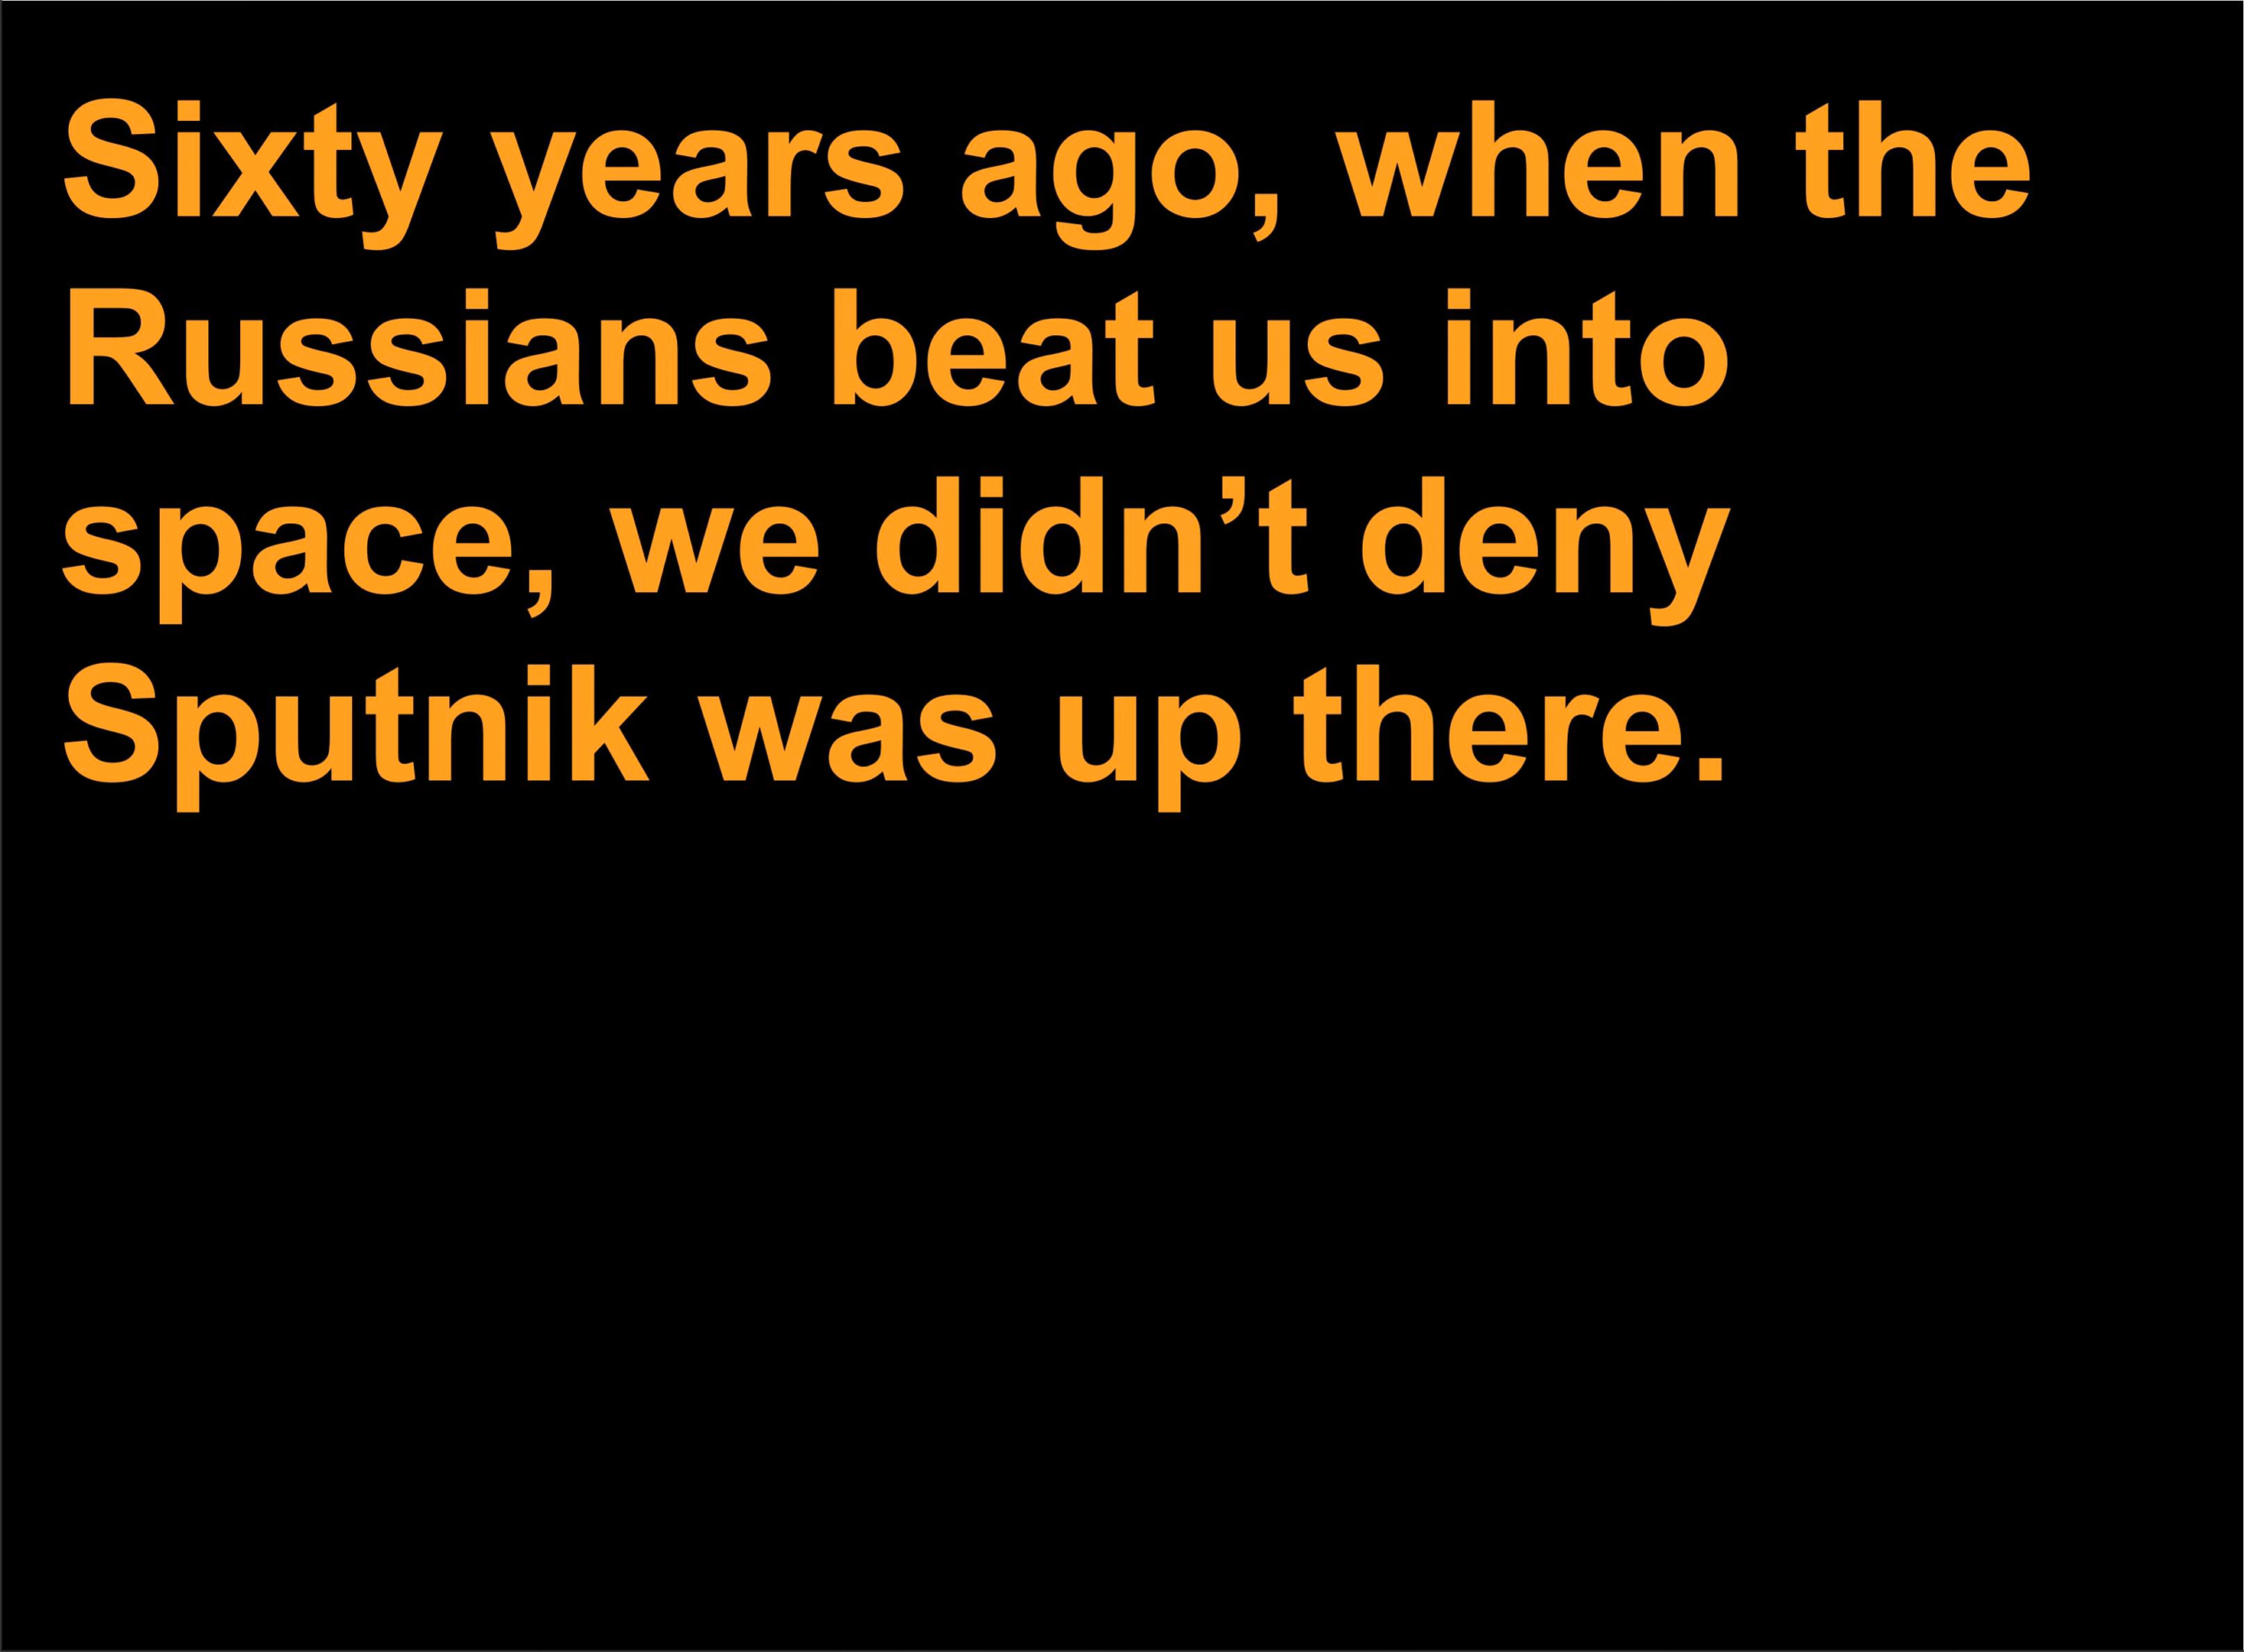 Sixty years ago, when the
Russians beat us into
space, we didn’t deny
Sputnik was up there.